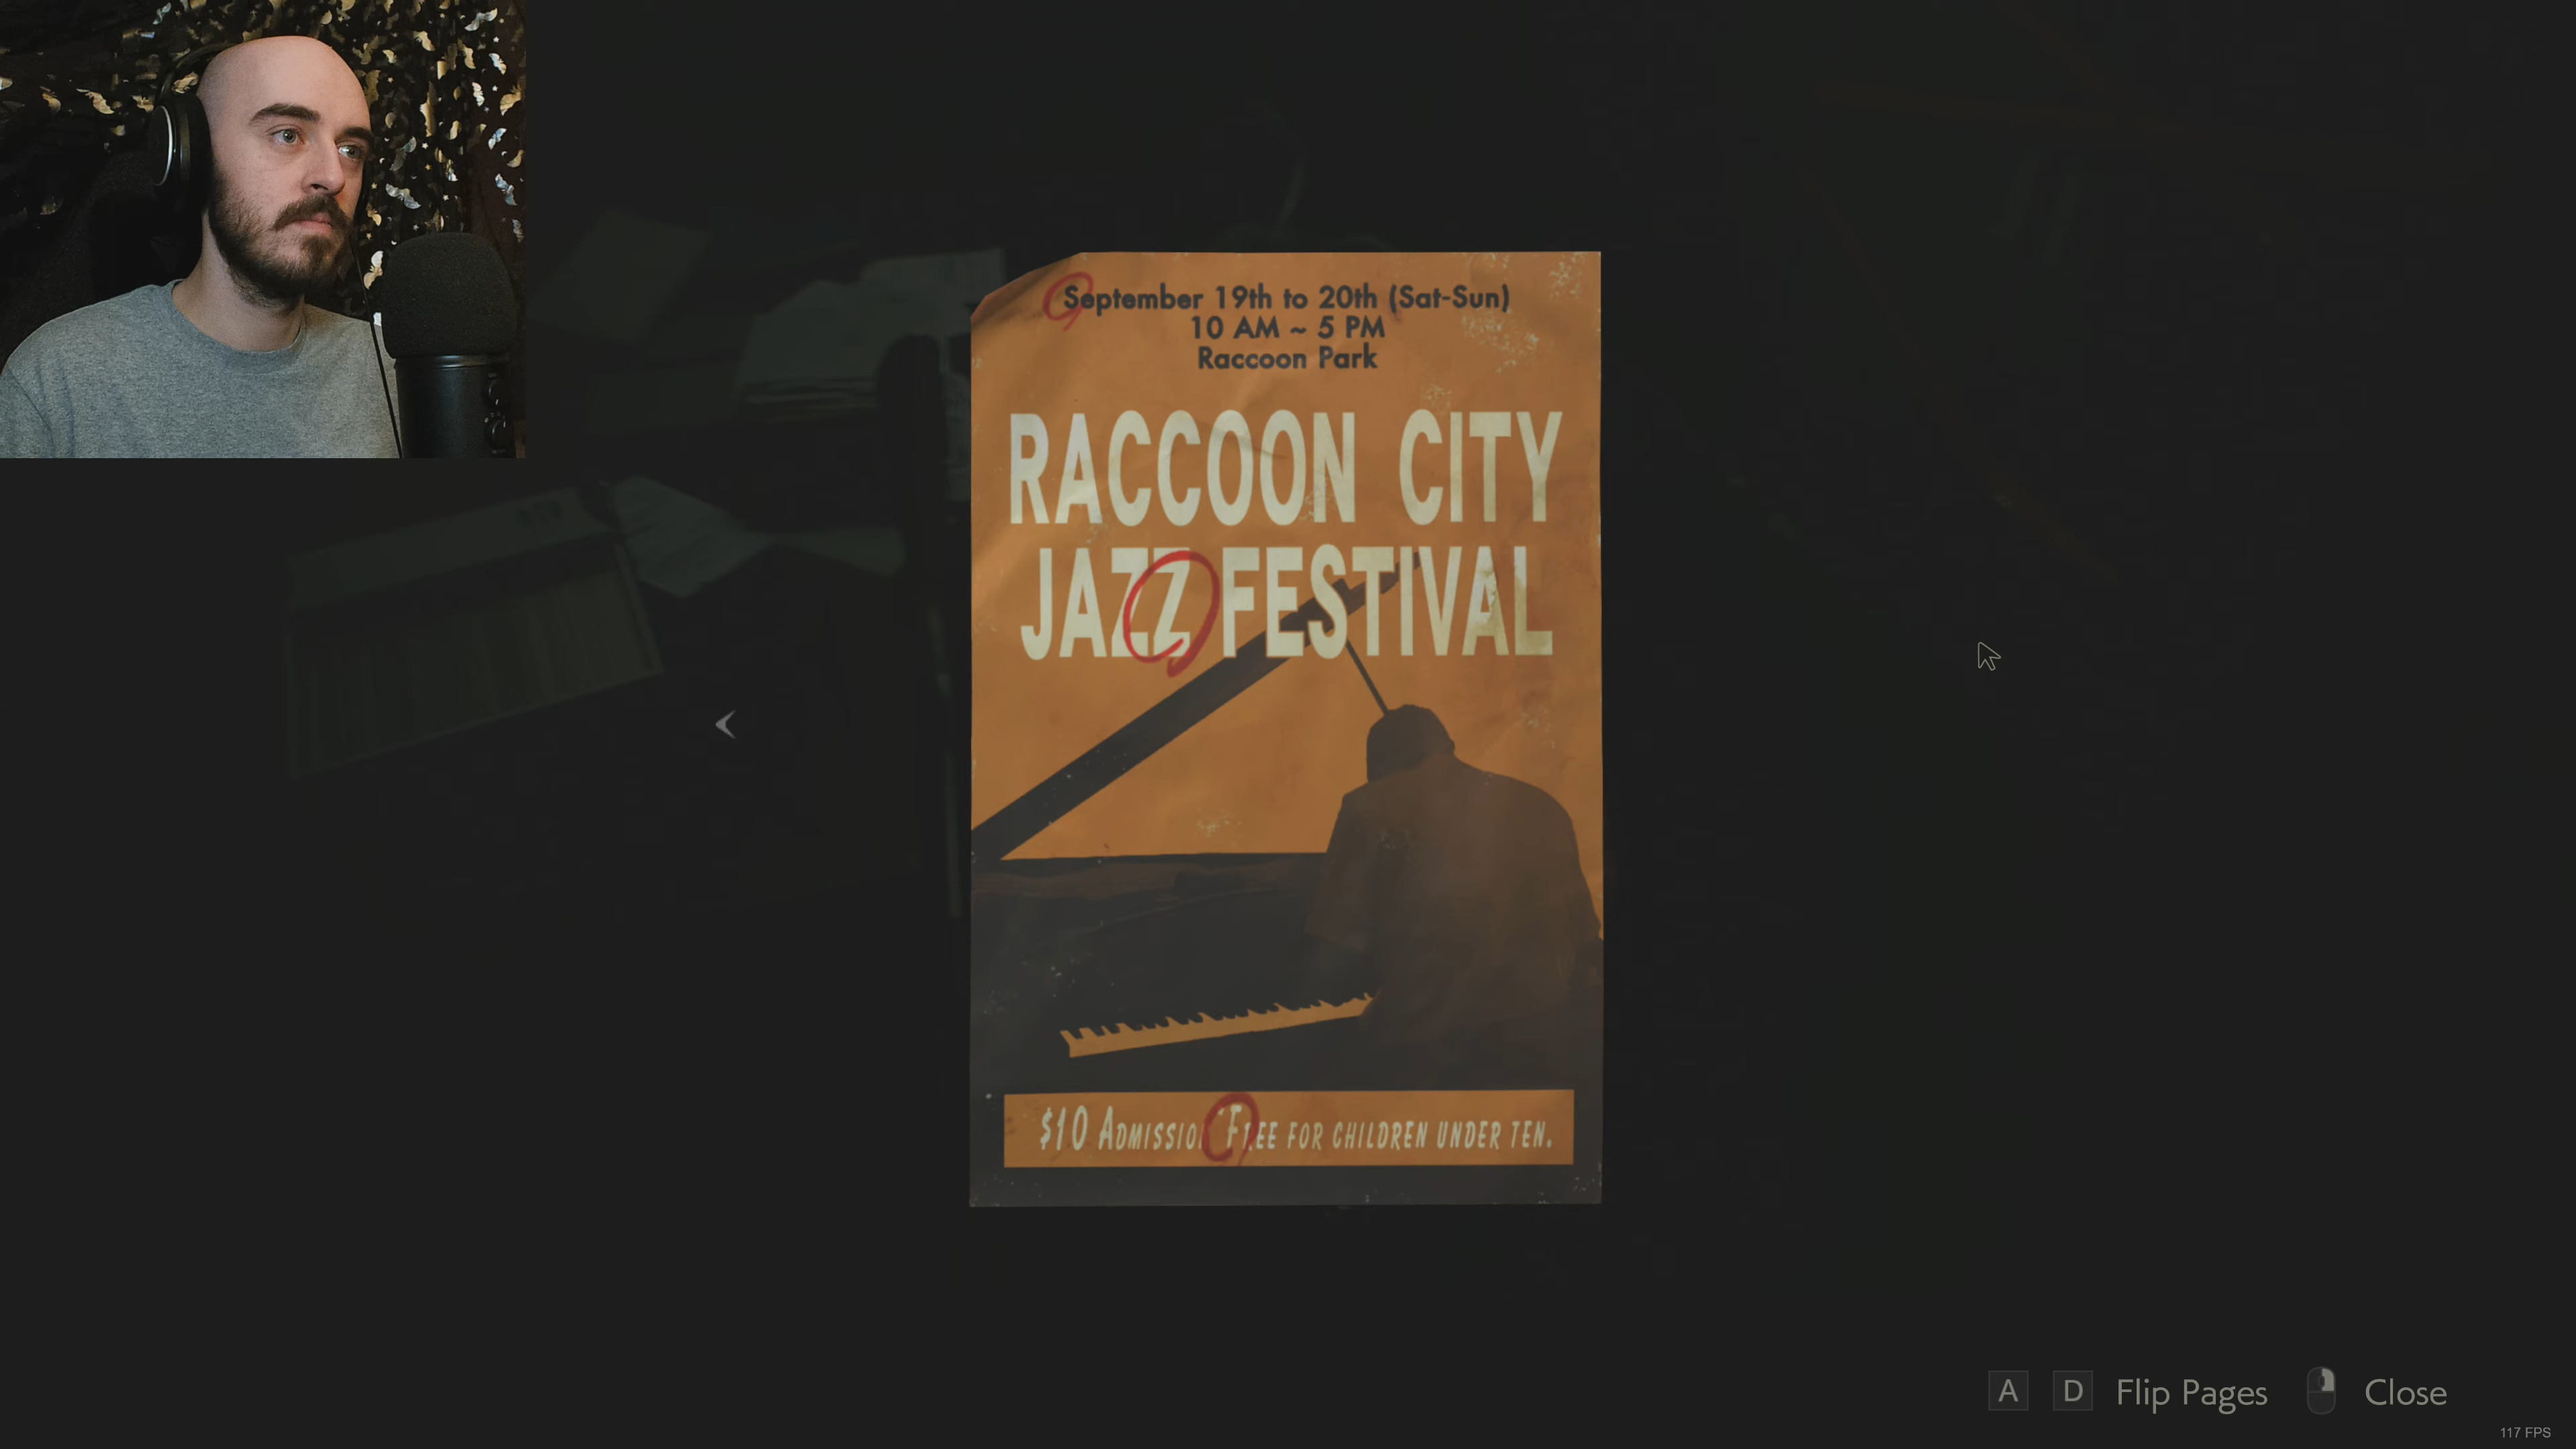 September 19th to 20th (Sat-Sun)
10 AM ~ 5 PM
Raccoon Park
RACCOON CITY
JAZZ FESTIVAL
$10 ADMISSION FREE FOR CHILDREN UNDER TEN.
A D Flip Pages Close
117 FPS